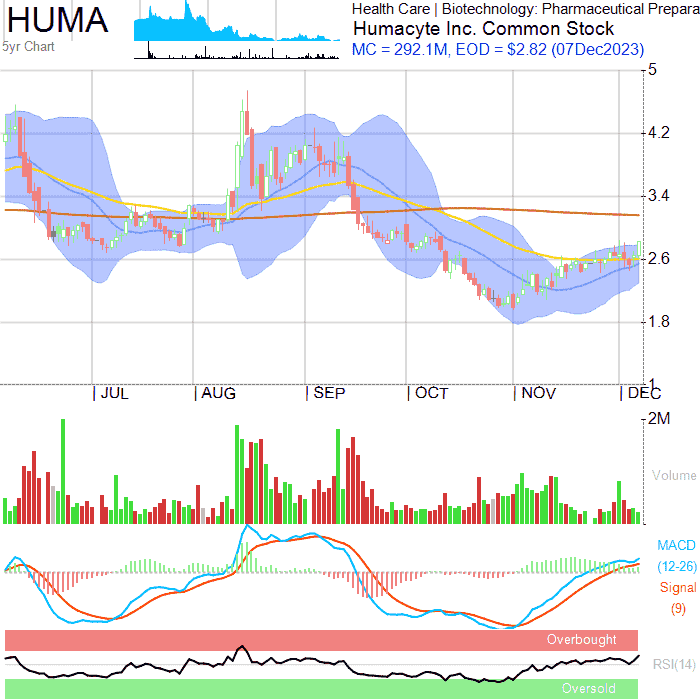 HUMA
5yr Chart
Health Care | Biotechnology: Pharmaceutical Prepara
Humacyte Inc. Common Stock
MC = 292.1M, EOD = $2.82 (07Dec2023)
5
4.2
3.4
2.6
1.8
1
| JUL | AUG | SEP | OCT | NOV | DEC
2M
Volume
MACD
(12-26)
Signal
(9)
Overbought
RSI(14)
Oversold